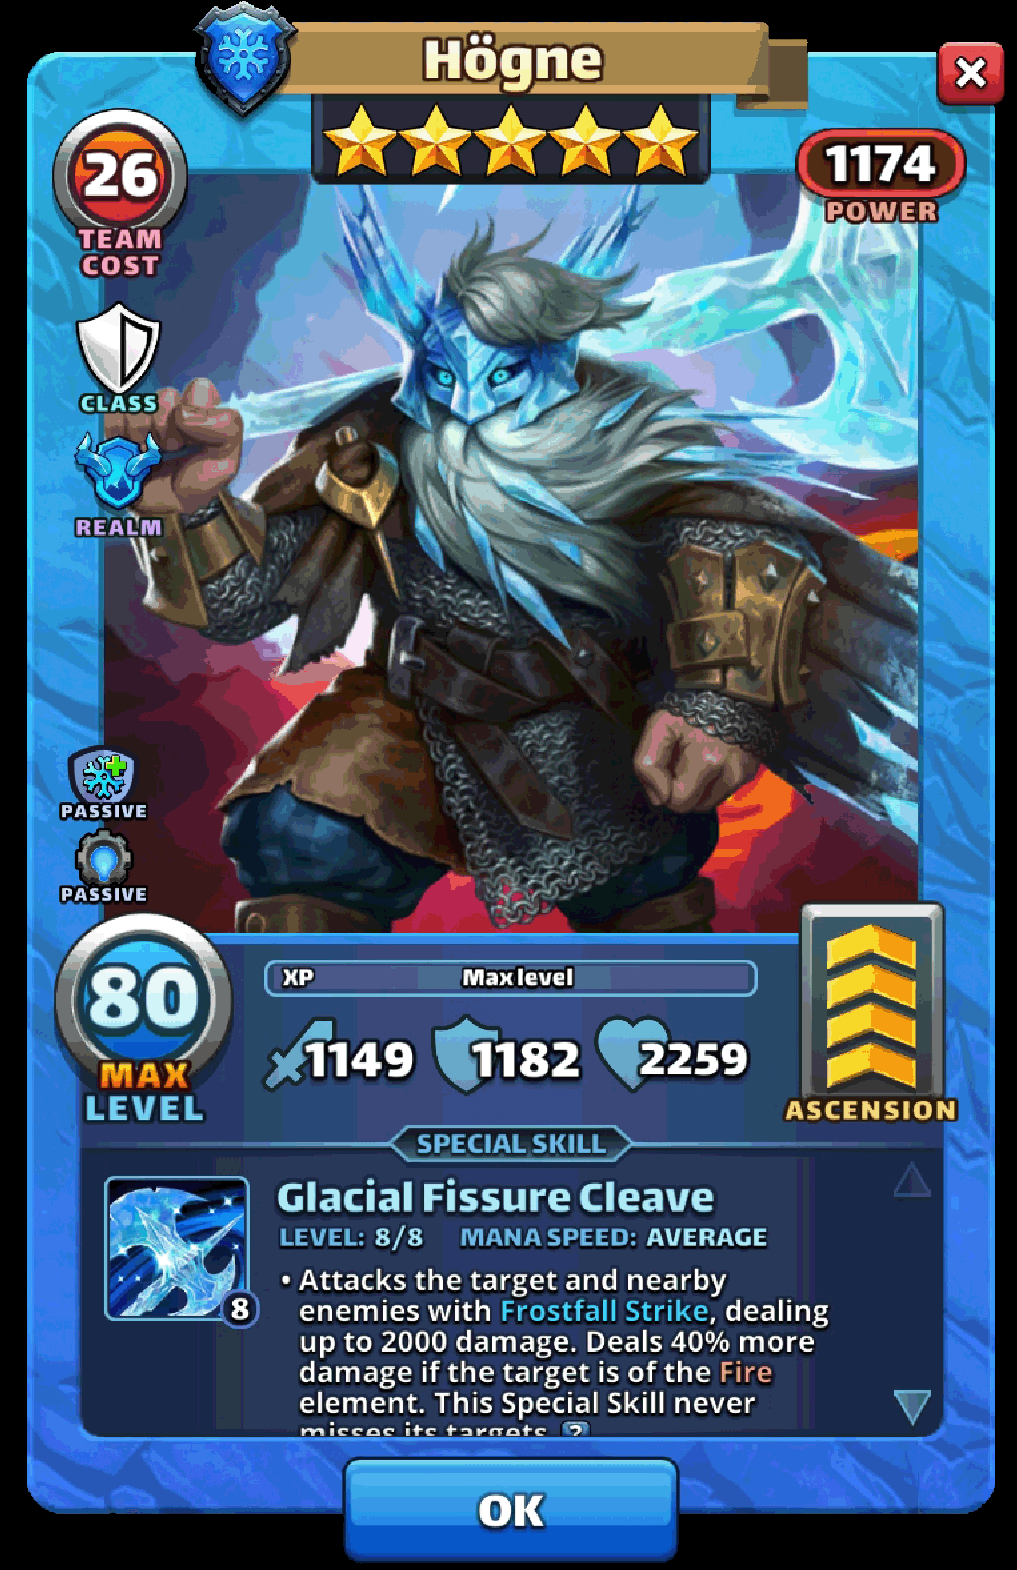 Högne
26
TEAM
COST
1174
POWER
CLASS
REALM
PASSIVE
PASSIVE
80
MAX
LEVEL
XP Max level
1149 1182 2259
ASCENSION
SPECIAL SKILL
Glacial Fissure Cleave
LEVEL: 8/8 MANA SPEED: AVERAGE
8
• Attacks the target and nearby
enemies with Frostfall Strike, dealing
up to 2000 damage. Deals 40% more
damage if the target is of the Fire
element. This Special Skill never
misses its targets. ?
OK